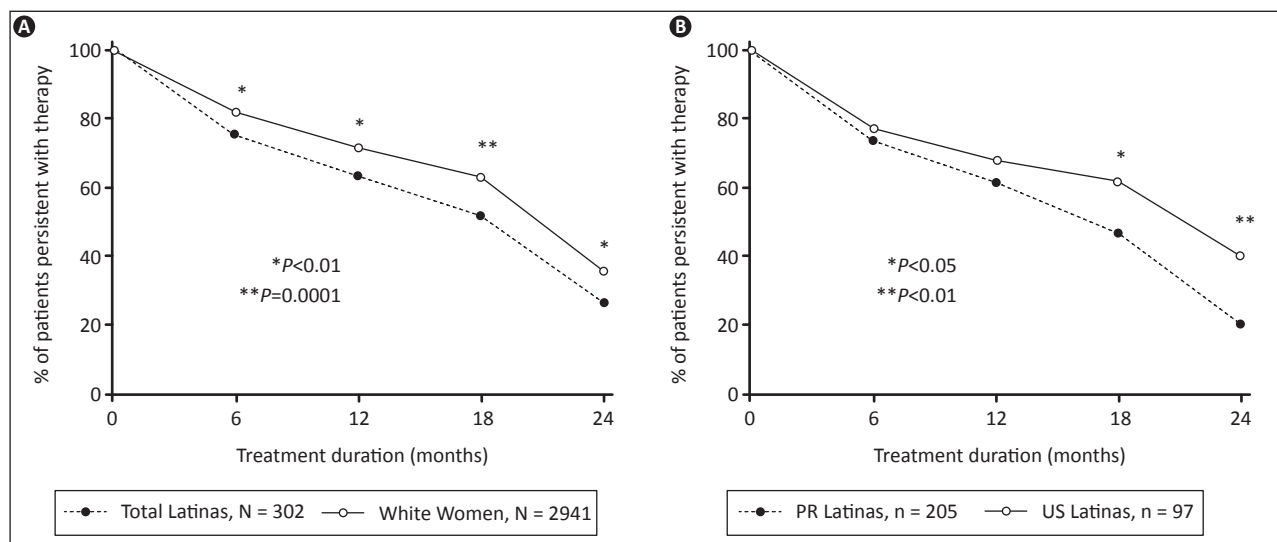 A
% of patients persistent with therapy
100
80
60
40
20
0
*
*
**
*
*P<0.01
**P=0.0001
0 6 12 18 24
Treatment duration (months)
Total Latinas, N = 302 White Women, N = 2941
B
% of patients persistent with therapy
100
80
60
40
20
0
*
**
*P<0.05
**P<0.01
0 6 12 18 24
Treatment duration (months)
PR Latinas, n = 205 US Latinas, n = 97